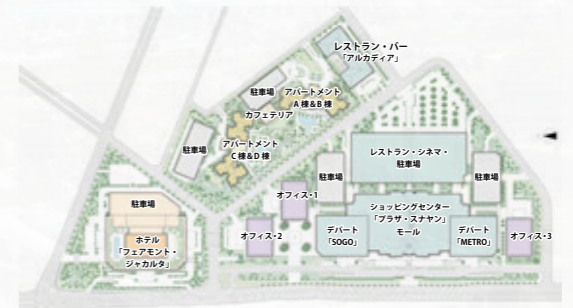 レストラン・バー
「アルカディア」
駐車場
アパートメント
A棟&B棟
カフェテリア
アパートメント
C棟&D棟
駐車場
レストラン・シネマ・
駐車場
駐車場
駐車場
オフィス・1
駐車場
ショッピングセンター
「プラザ・スナヤン」
モール
オフィス・2
デパート
「SOGO」
デパート
「METRO」
オフィス・3
ホテル
「フェアモント・
ジャカルタ」